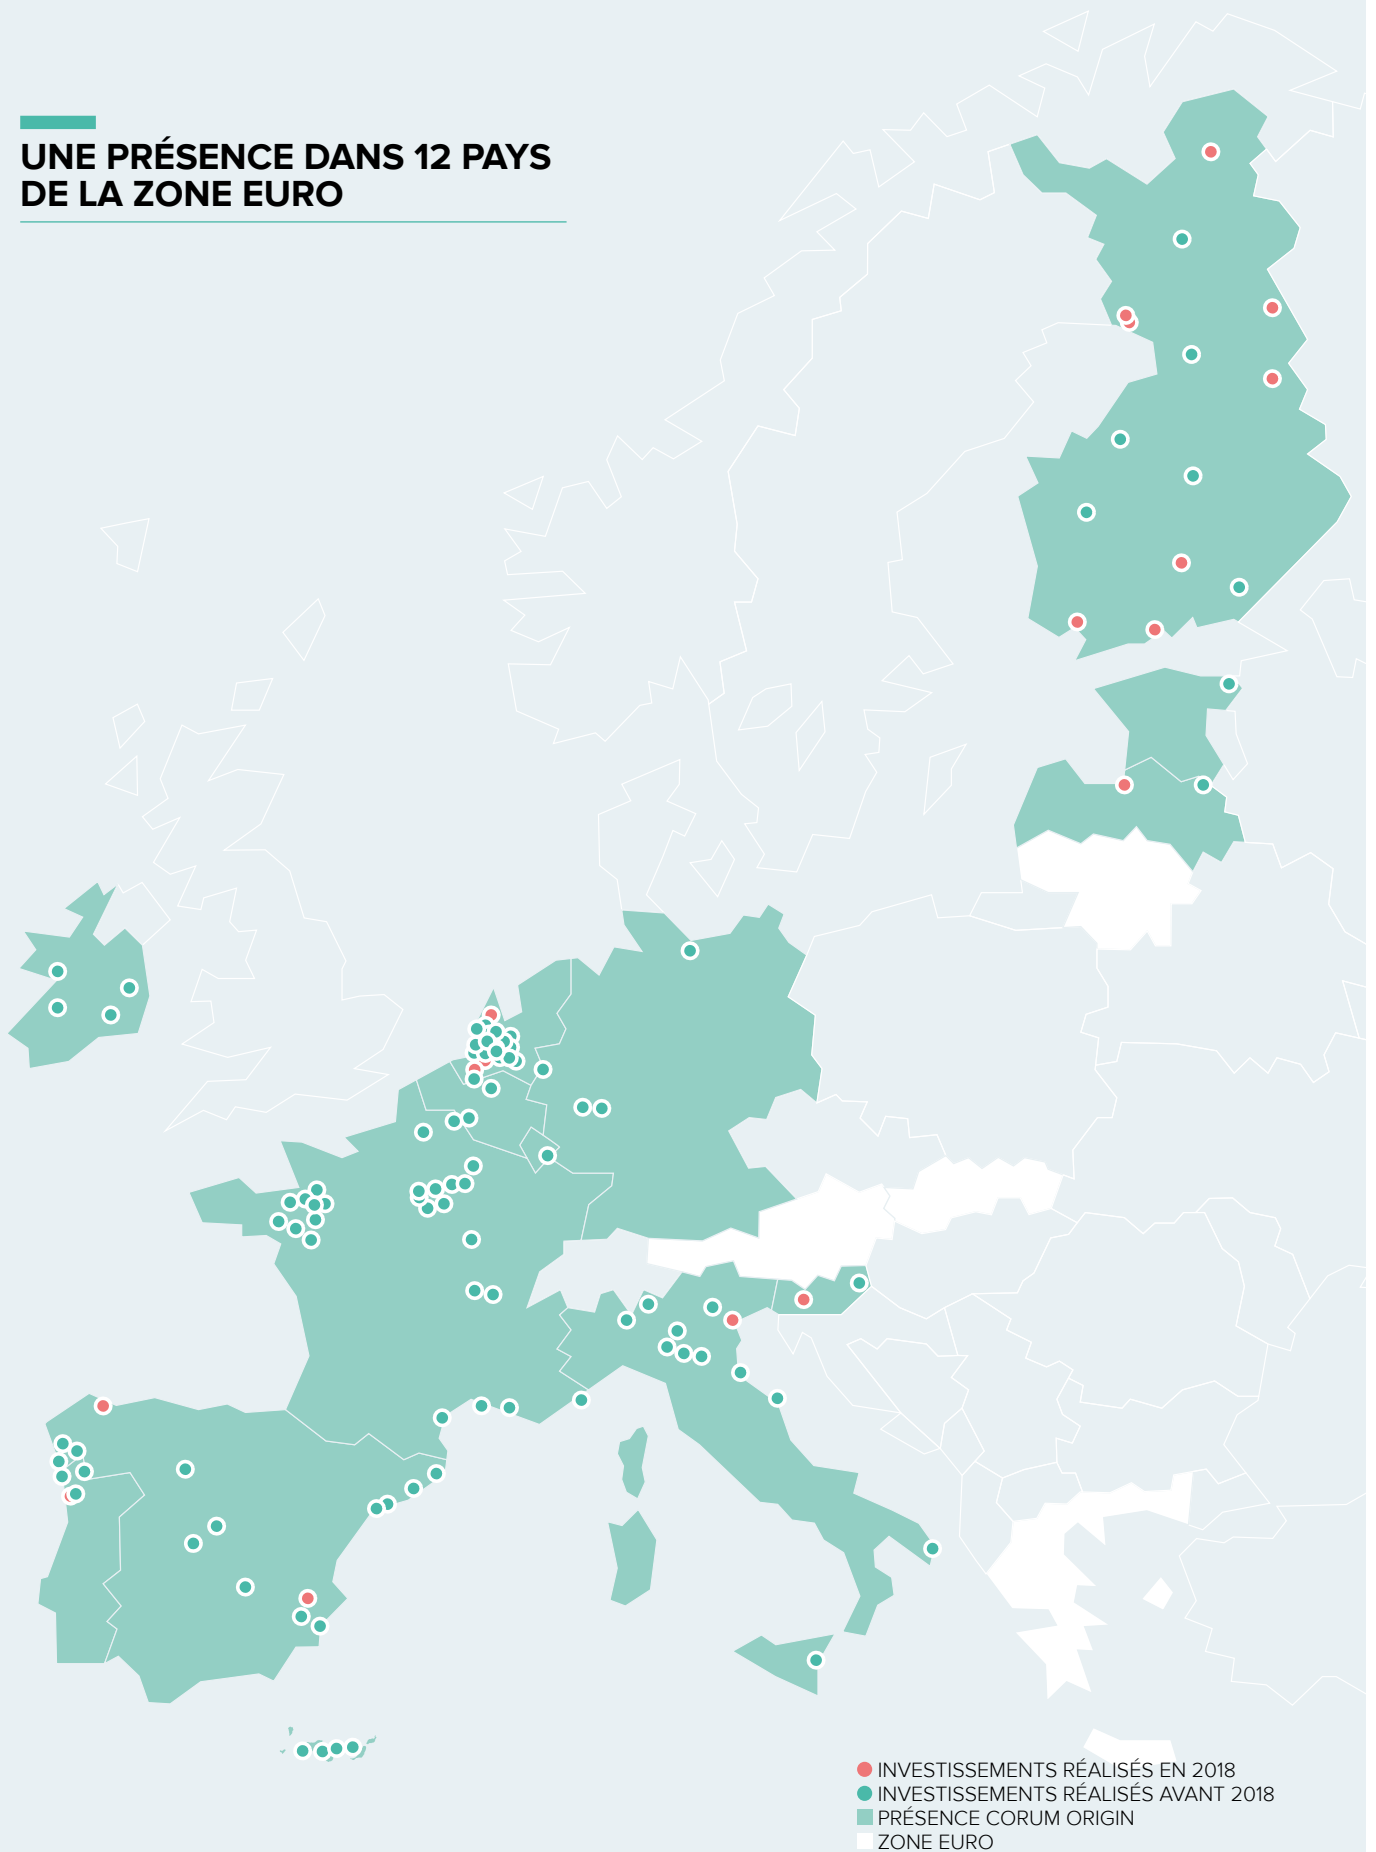 UNE PRÉSENCE DANS 12 PAYS
DE LA ZONE EURO
INVESTISSEMENTS RÉALISÉS EN 2018
INVESTISSEMENTS RÉALISÉS AVANT 2018
PRÉSENCE CORUM ORIGIN
ZONE EURO